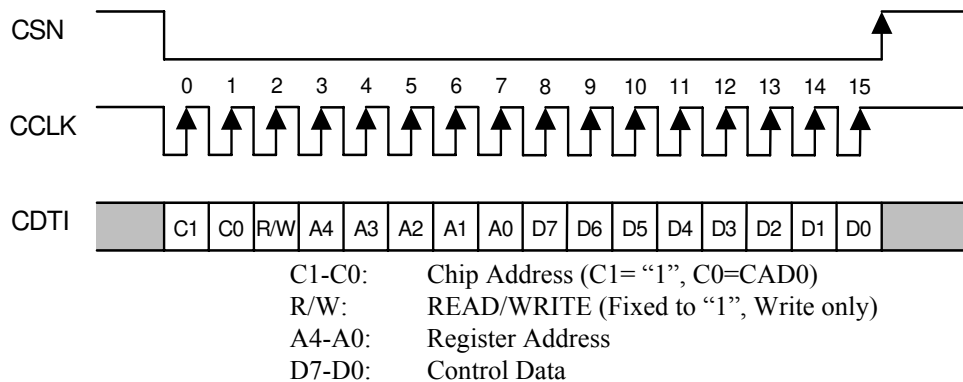 CSN
0 1 2 3 4 5 6 7 8 9 10 11 12 13 14 15
CCLK
CDTI C1 C0 R/W A4 A3 A2 A1 A0 D7 D6 D5 D4 D3 D2 D1 D0
C1-C0: Chip Address (C1= “1”, C0=CAD0)
R/W: READ/WRITE (Fixed to “1”, Write only)
A4-A0: Register Address
D7-D0: Control Data